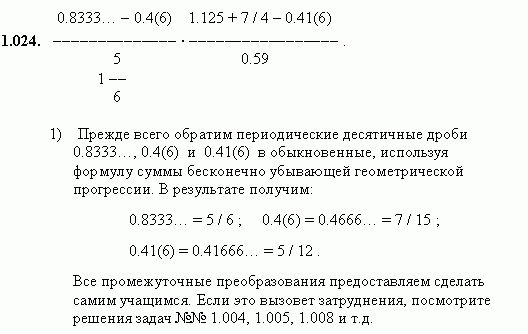 0.8333… – 0.4(6) 1.125 + 7 / 4 – 0.41(6)
1.024. ––––––––––––– · –––––––––––––––– .
5 0.59
1 ––
6
1) Прежде всего обратим периодические десятичные дроби
0.8333…, 0.4(6) и 0.41(6) в обыкновенные, используя
формулу суммы бесконечно убывающей геометрической
прогрессии. В результате получим:
0.8333… = 5 / 6 ; 0.4(6) = 0.4666… = 7 / 15 ;
0.41(6) = 0.41666… = 5 / 12 .
Все промежуточные преобразования предоставляем сделать
самим учащимся. Если это вызовет затруднения, посмотрите
решения задач №№ 1.004, 1.005, 1.008 и т.д.